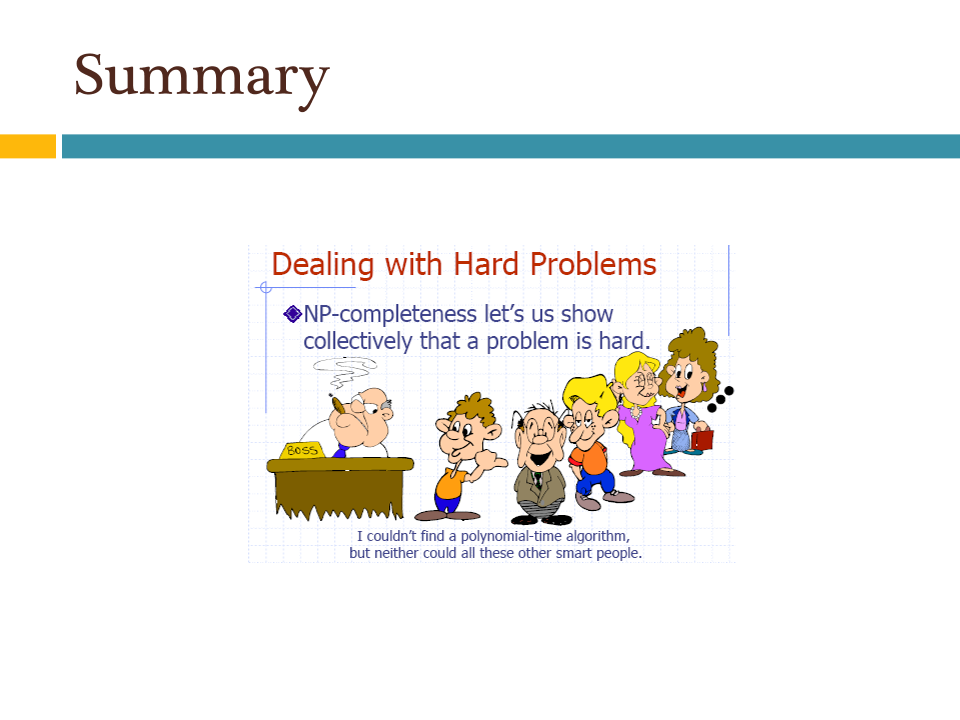 Summary
Dealing with Hard Problems
NP-completeness let's us show
collectively that a problem is hard.
BOSS
I couldn't find a polynomial-time algorithm,
but neither could all these other smart people.